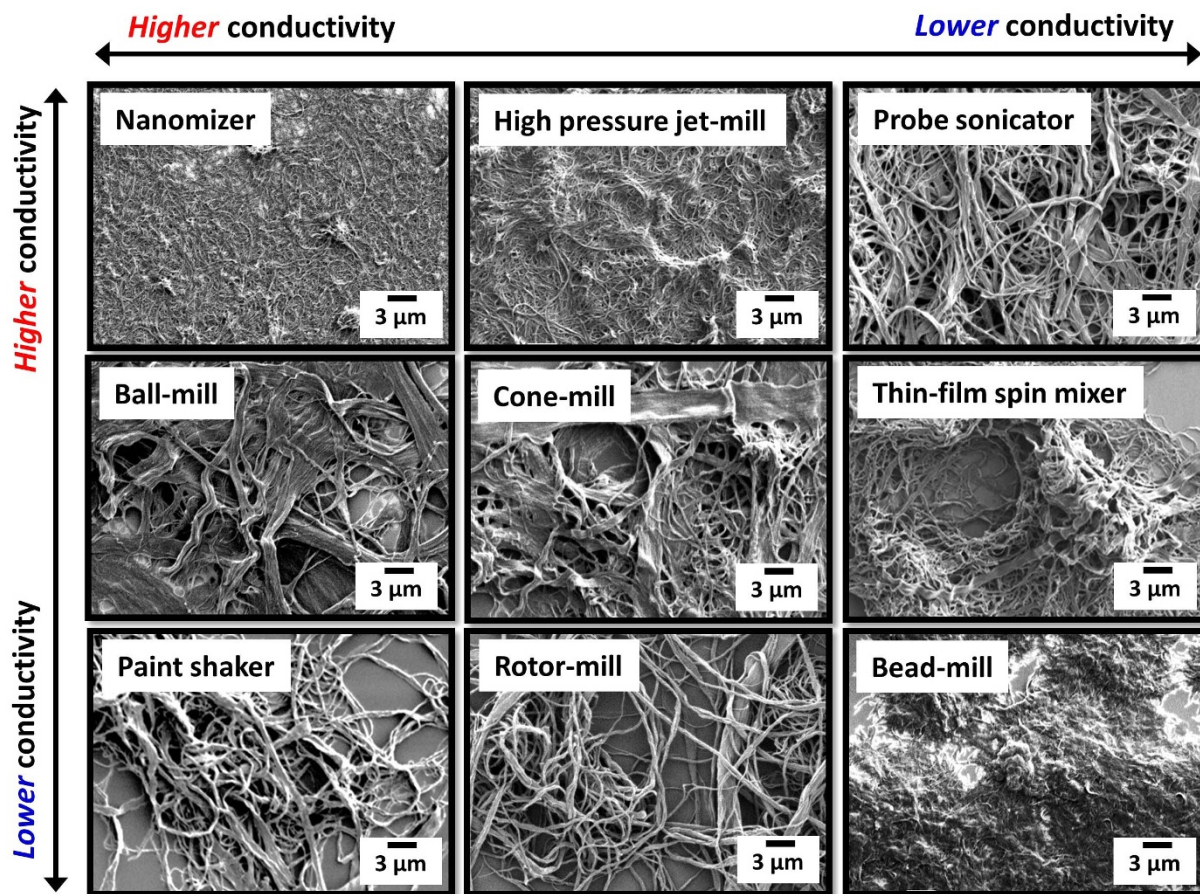 Higher conductivity
Lower conductivity
Higher conductivity
Lower conductivity
Nanomizer
3 µm
High pressure jet-mill
3 µm
Probe sonicator
3 µm
Ball-mill
3 µm
Cone-mill
3 µm
Thin-film spin mixer
3 µm
Paint shaker
3 µm
Rotor-mill
3 µm
Bead-mill
3 µm